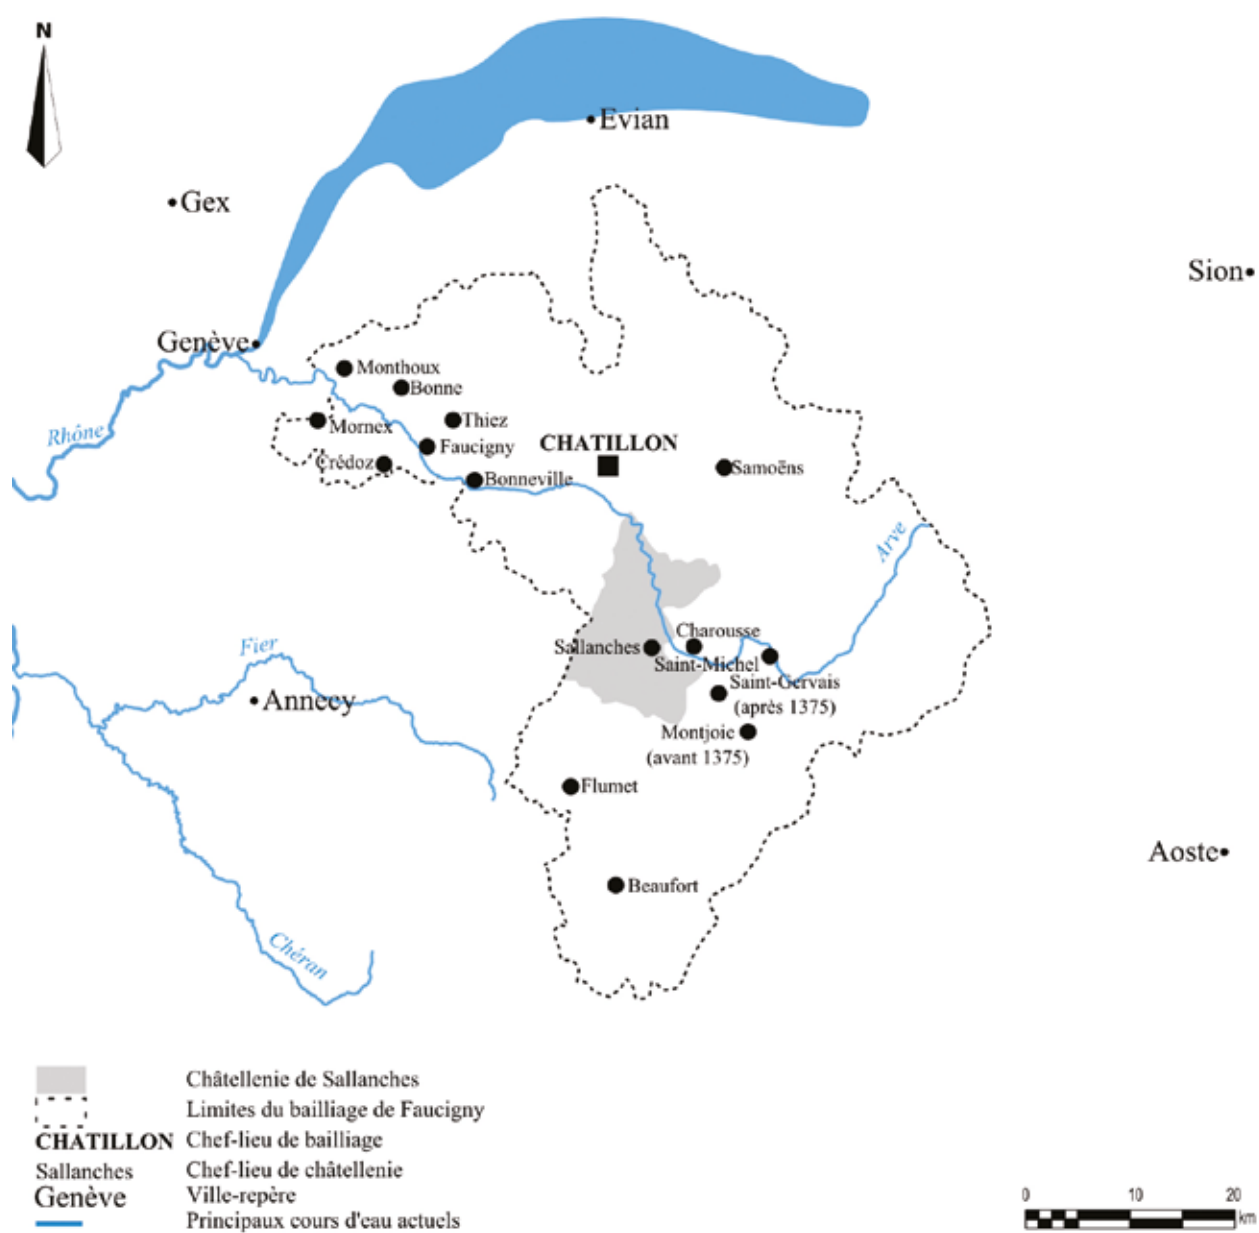 N
Evian
Gex
Sion
Genève
Monthoux
Bonne
Mornex
Thiez
Rhône
Faucigny
CHATILLON
Crédoz
Samoëns
Bonneville
Arve
Charousse
Sallanches
Saint-Michel
Fier
Saint-Gervais
(après 1375)
Annecy
Montjoie
(avant 1375)
Flumet
Aoste
Beaufort
Chéran
Châtellenie de Sallanches
Limites du bailliage de Faucigny
CHATILLON Chef-lieu de bailliage
Sallanches Chef-lieu de châtellenie
Genève Ville-repère
Principaux cours d'eau actuels
0 10 20
km